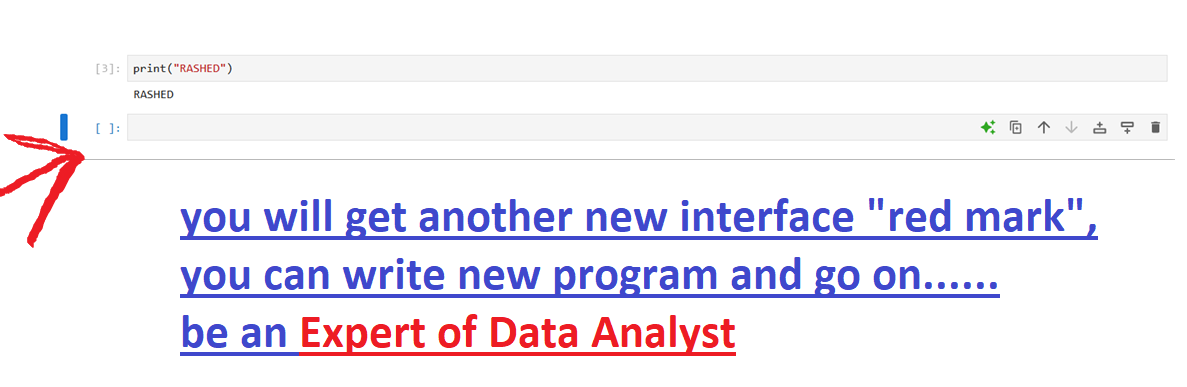 [3]: print("RASHED")
RASHED
[ ]:
you will get another new interface "red mark",
you can write new program and go on......
be an Expert of Data Analyst